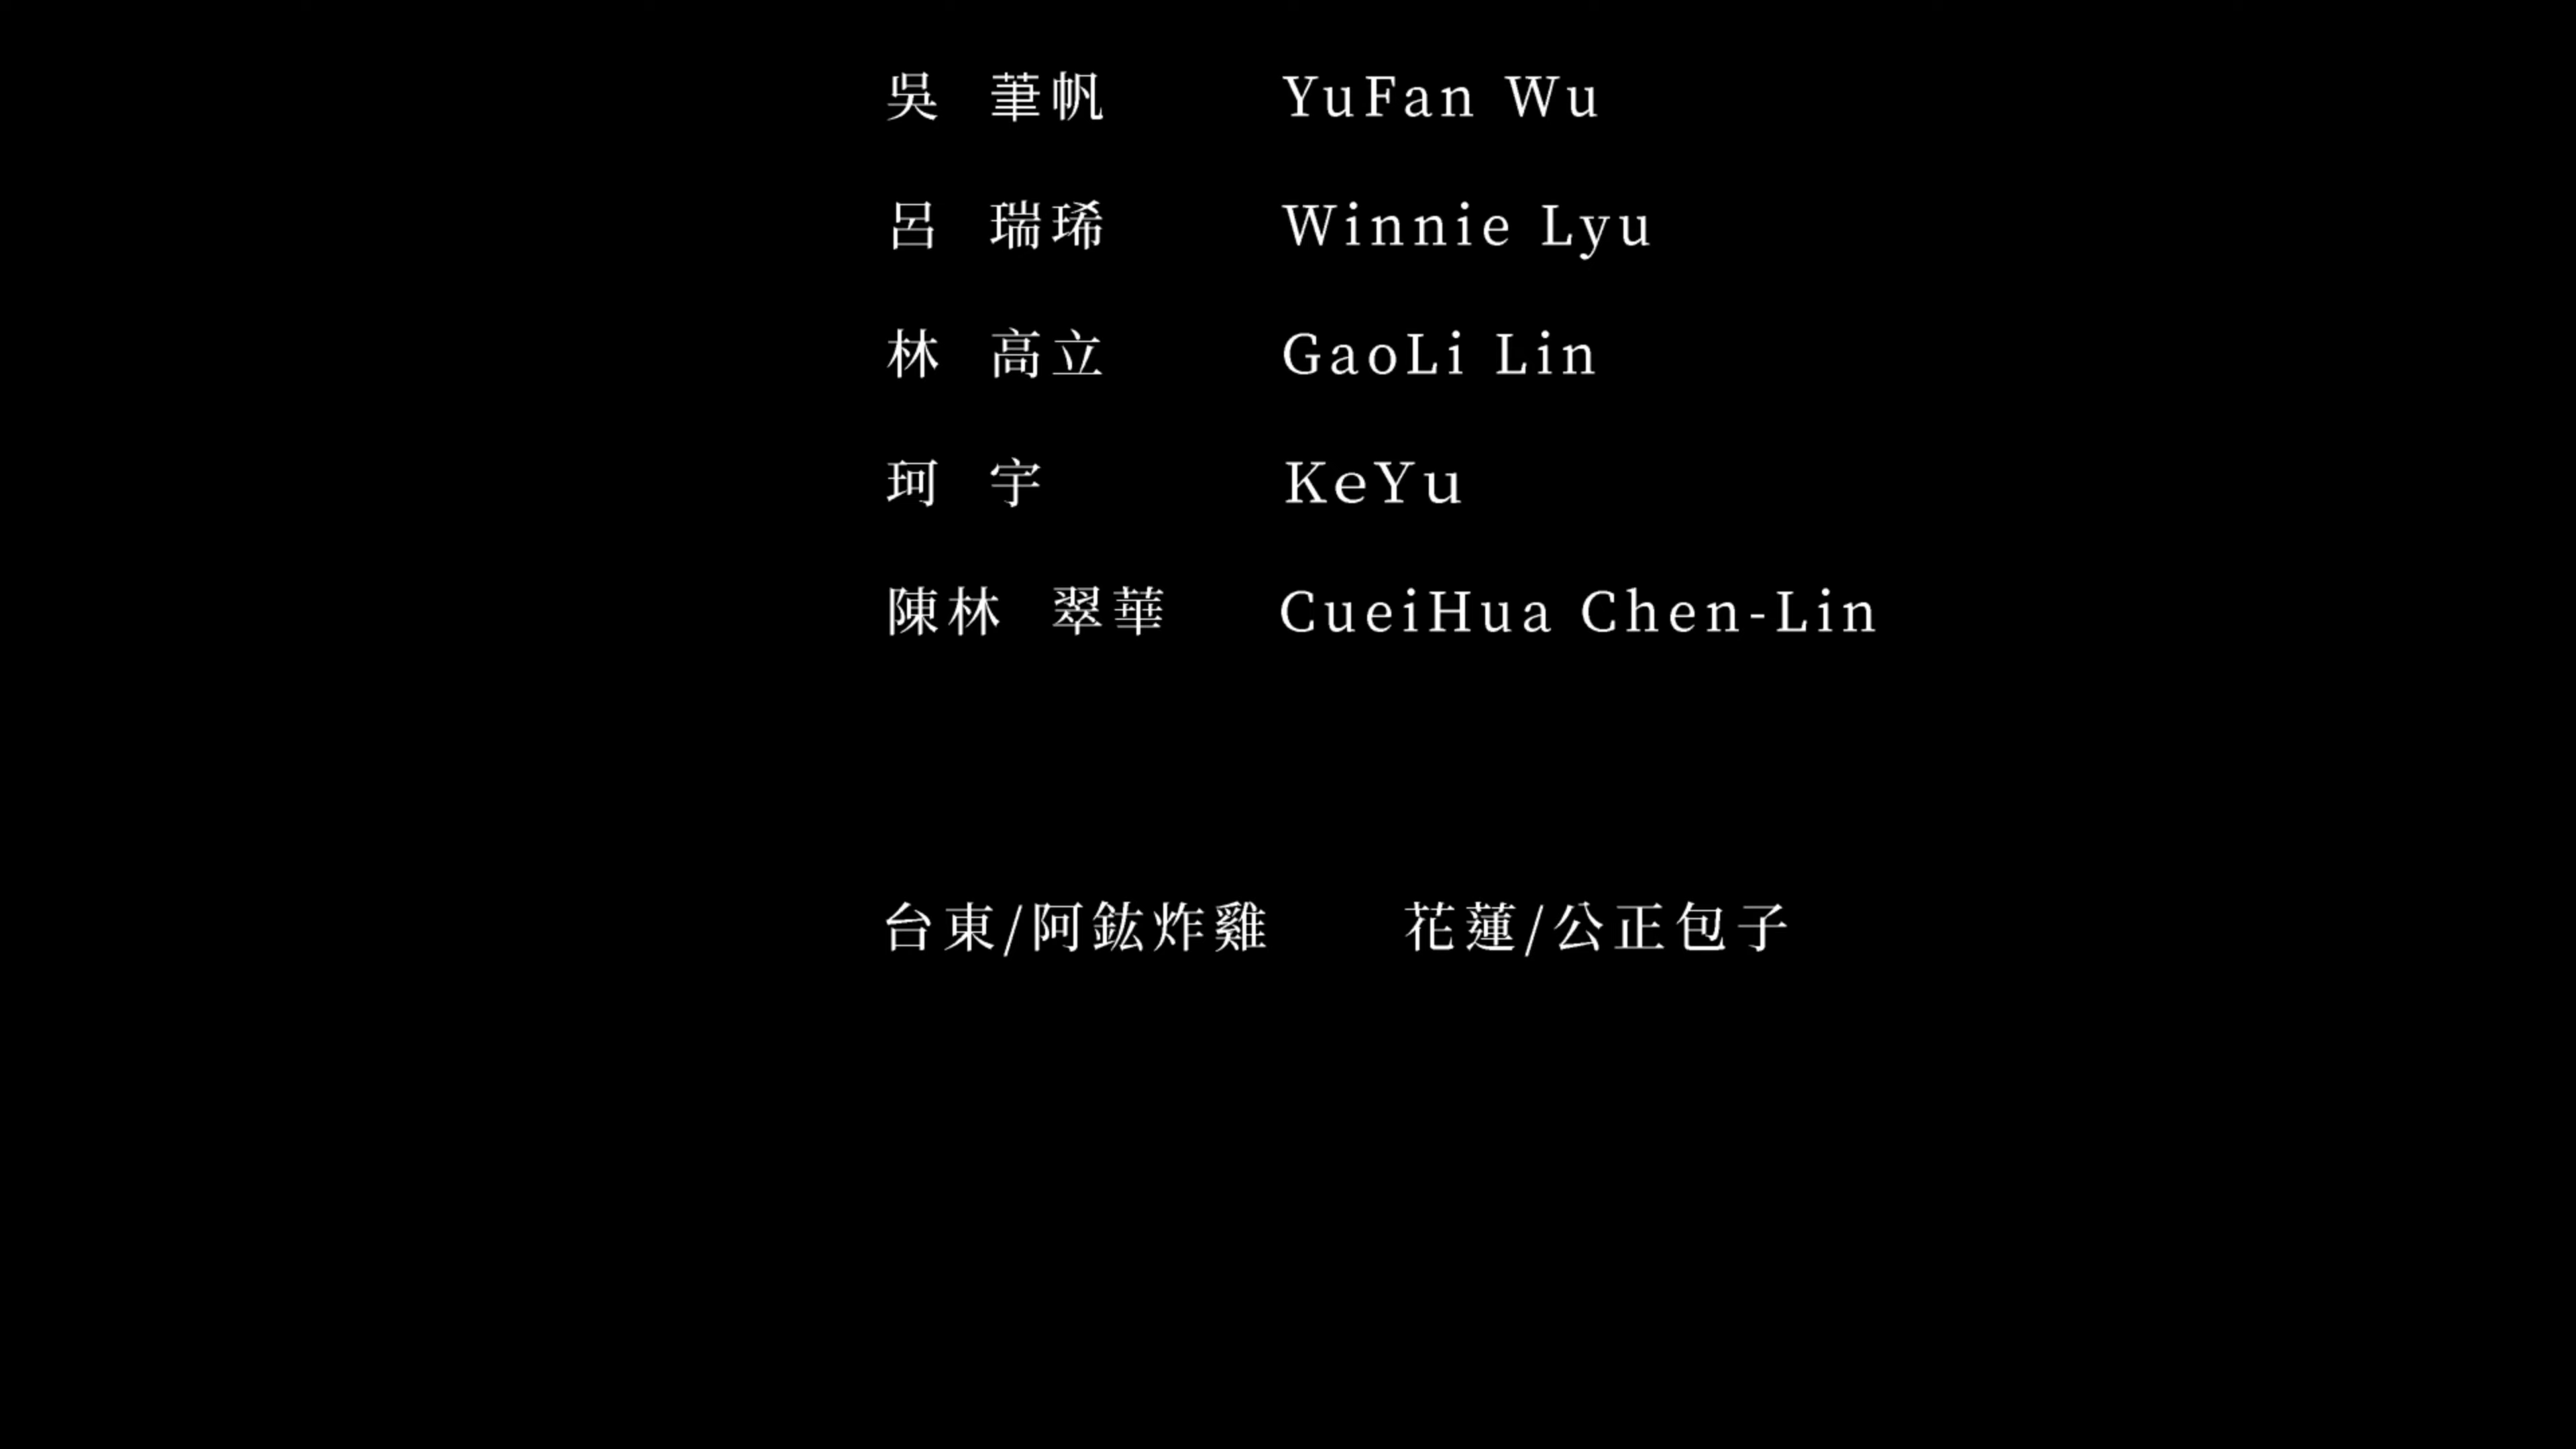 吳 葦帆 YuFan Wu
呂 瑞琋 Winnie Lyu
林 高立 GaoLi Lin
珂 宇 KeYu
陳林 翠華 CueiHua Chen-Lin
台東/阿鈜炸雞 花蓮/公正包子